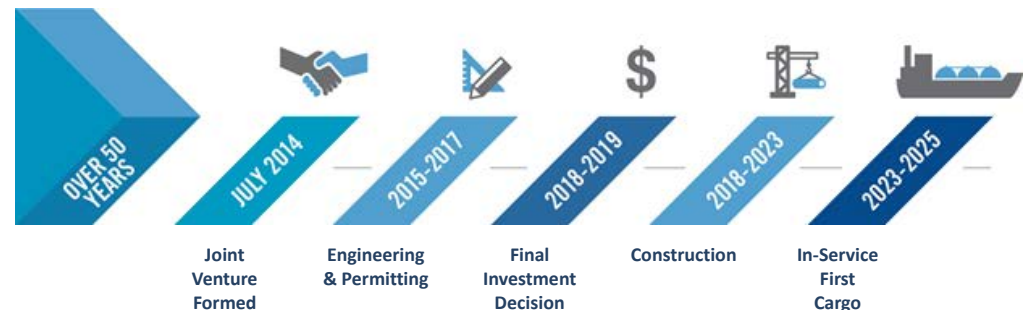 OVER 50
YEARS
JULY 2014
2015-2017
2018-2019
2018-2023
2023-2025
$
Joint
Venture
Formed
Engineering
& Permitting
Final
Investment
Decision
Construction
In-Service
First
Cargo